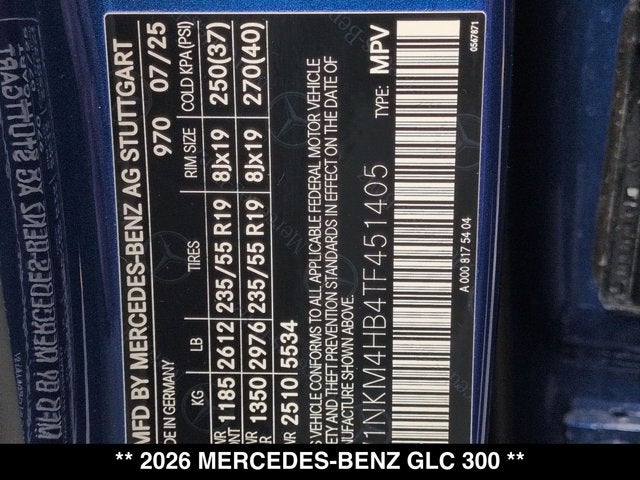 MFD BY MERCEDES-BENZ AG STUTTGART
DE IN GERMANY 970 07/25
KG LB TIRES RIM SIZE COLD KPA(PSI)
1185 2612 235/55 R19 8Jx19 250(37)
1350 2976 235/55 R19 8Jx19 270(40)
2510 5534
VEHICLE CONFORMS TO ALL APPLICABLE FEDERAL MOTOR VEHICLE
ETY AND THEFT PREVENTION STANDARDS IN EFFECT ON THE DATE OF
NUFACTURE SHOWN ABOVE.
1NKM4HB4TF451405 TYPE: MPV
A 000 817 54 04
0567871
** 2026 MERCEDES-BENZ GLC 300 **